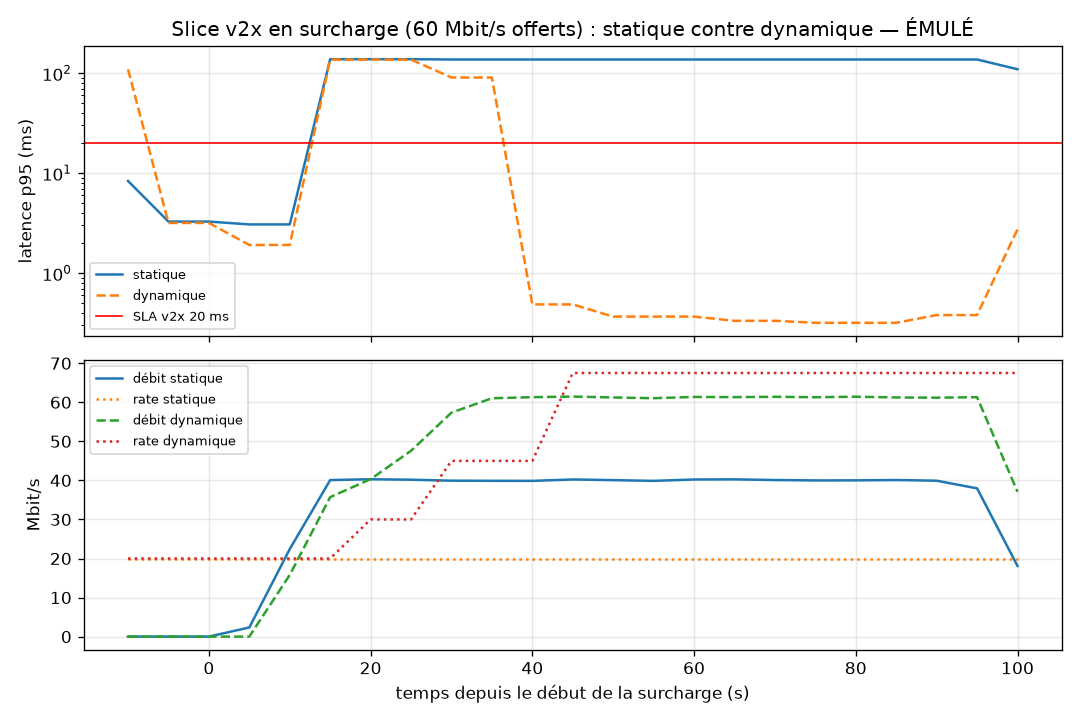 Slice v2x en surcharge (60 Mbit/s offerts) : statique contre dynamique — ÉMULÉ
latence p95 (ms)
10²
10¹
10⁰
statique
dynamique
SLA v2x 20 ms
Mbit/s
70
60
50
40
30
20
10
0
débit statique
rate statique
débit dynamique
rate dynamique
0 20 40 60 80 100
temps depuis le début de la surcharge (s)